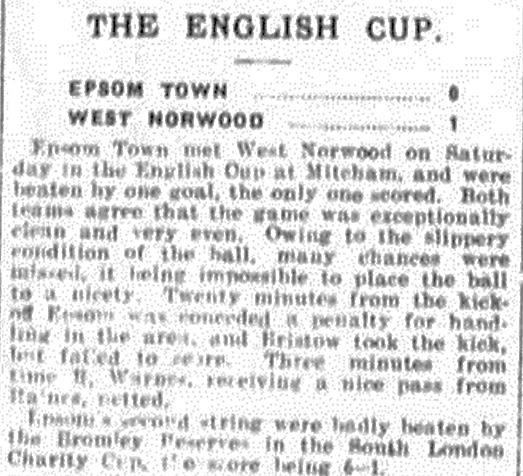 THE ENGLISH CUP.
EPSOM TOWN ........................ 0
WEST NORWOOD .................... 1
Epsom Town met West Norwood on Satur-
day in the English Cup at Mitcham, and were
beaten by one goal, the only one scored. Both
teams agree that the game was exceptionally
clean and very even. Owing to the slippery
condition of the ball, many chances were
missed, it being impossible to place the ball
to a nicety. Twenty minutes from the kick-
off Epsom was conceded a penalty for hand-
ling in the area, and Bristow took the kick,
but failed to score. Three minutes from
time B. Warnes, receiving a nice pass from
netted.
Epsom's second string were badly beaten by
the Bromley Reserves in the South London
Charity Cup, the score being